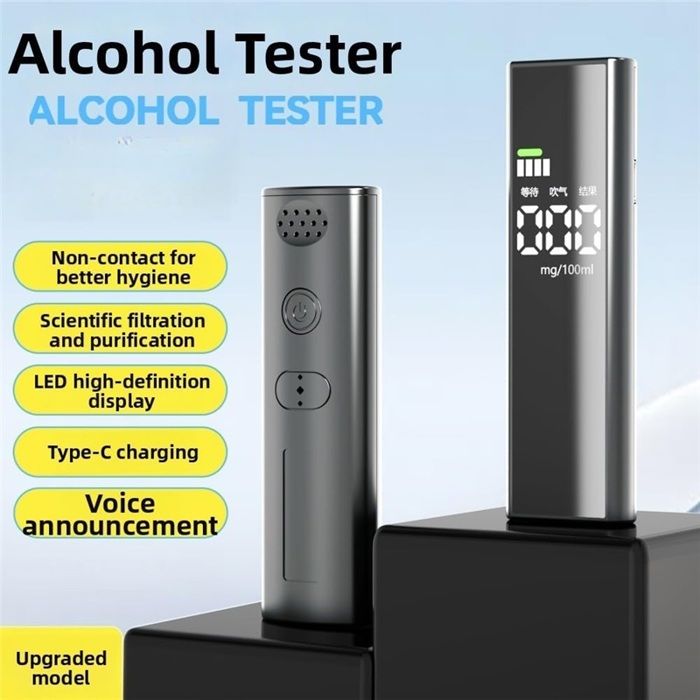 Alcohol Tester
ALCOHOL TESTER
Non-contact for
better hygiene
Scientific filtration
and purification
LED high-definition
display
Type-C charging
Voice
announcement
Upgraded
model
等待 吹气 结果
000
mg/100ml